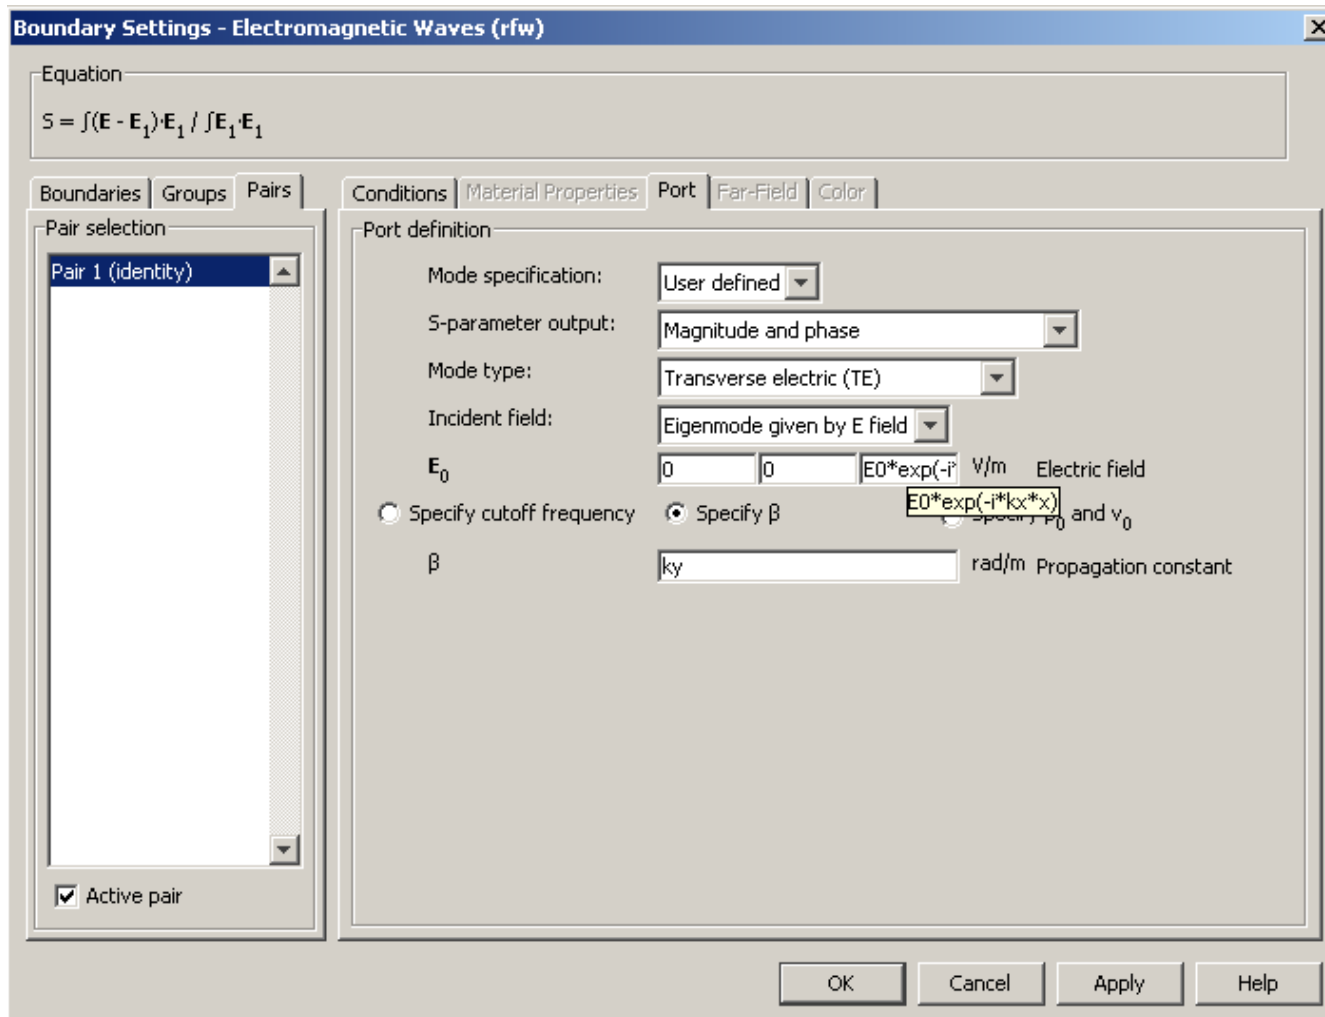 Boundary Settings - Electromagnetic Waves (rfw)
Equation
S = ∫(E - E₁)·E₁ / ∫E₁·E₁
Boundaries Groups Pairs
Pair selection
Pair 1 (identity)
Active pair
Conditions Material Properties Port Far-Field Color
Port definition
Mode specification: User defined
S-parameter output: Magnitude and phase
Mode type: Transverse electric (TE)
Incident field: Eigenmode given by E field
E₀ 0 0 E0*exp(-i* V/m Electric field
E0*exp(-i*kx*x)
Specify cutoff frequency Specify β and ν₀
β ky rad/m Propagation constant
OK Cancel Apply Help